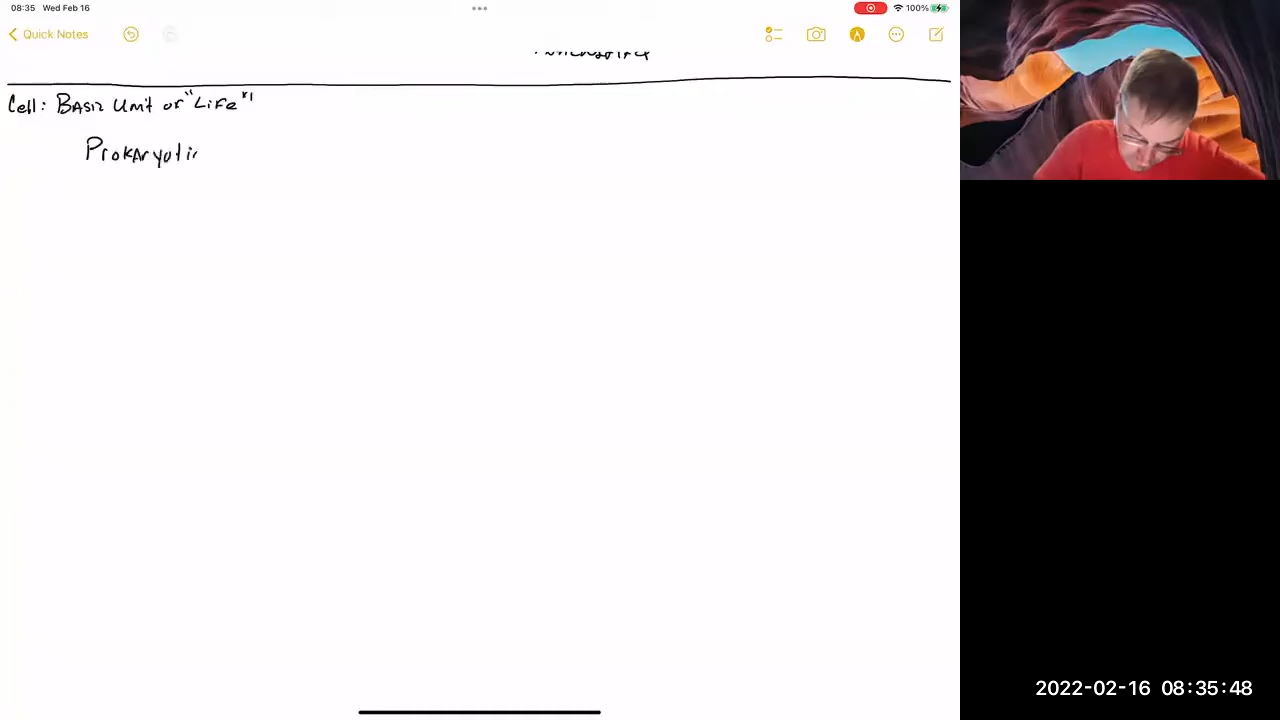 08:35 Wed Feb 16
100%
Quick Notes
Cell: Basic Unit of "Life"
Prokaryoti
2022-02-16 08:35:48